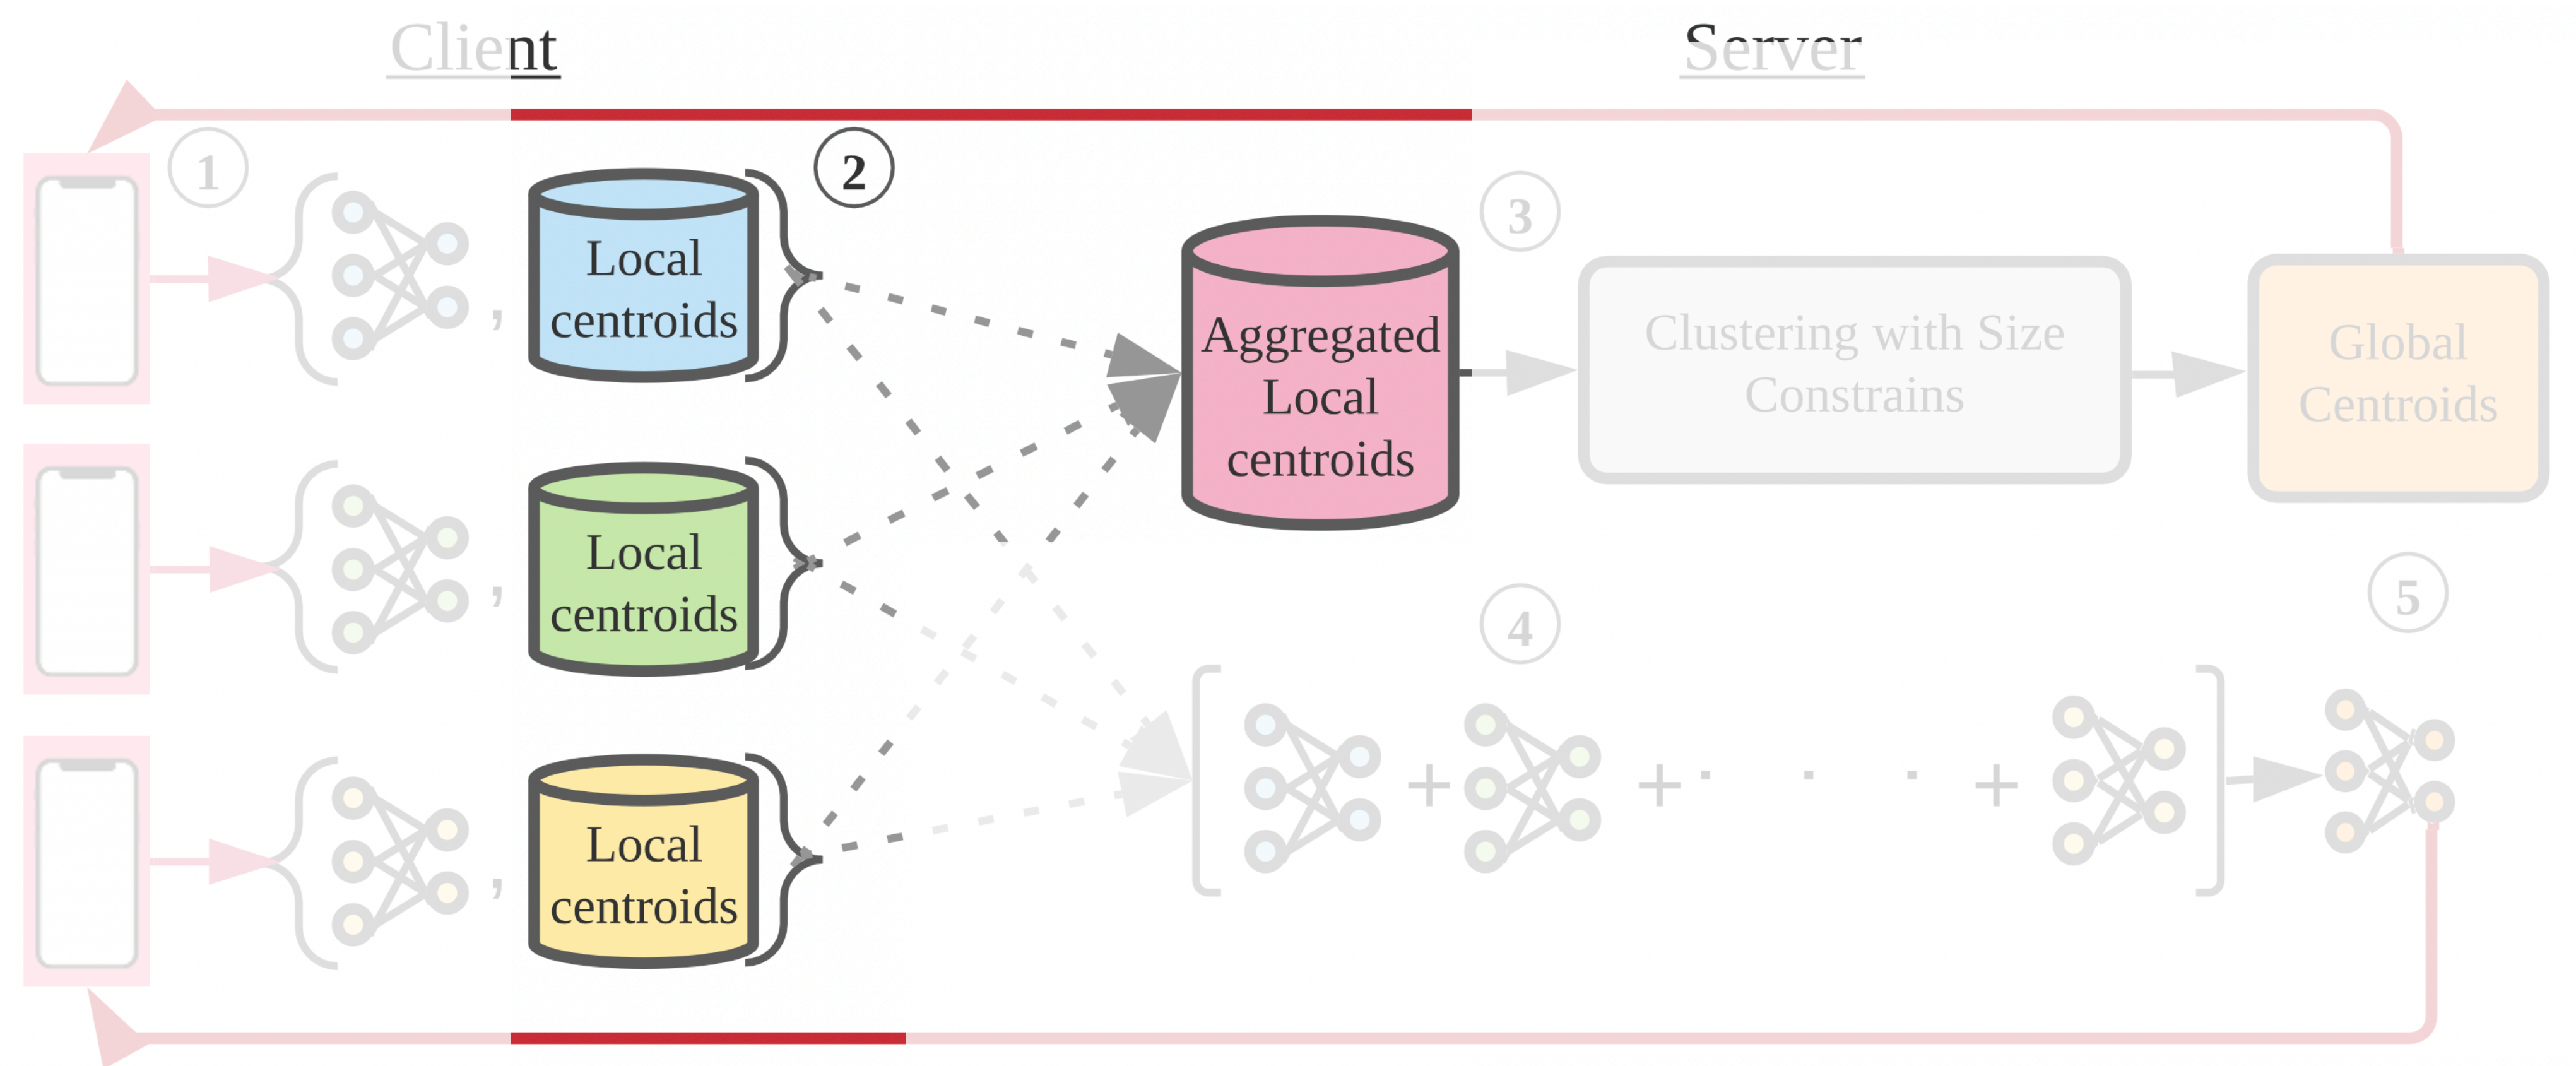 Client
Server
1
2
3
Local
centroids
,
Aggregated
Local
centroids
Clustering with Size
Constrains
Global
Centroids
Local
centroids
,
4
5
+
+
· · ·
+
Local
centroids
,